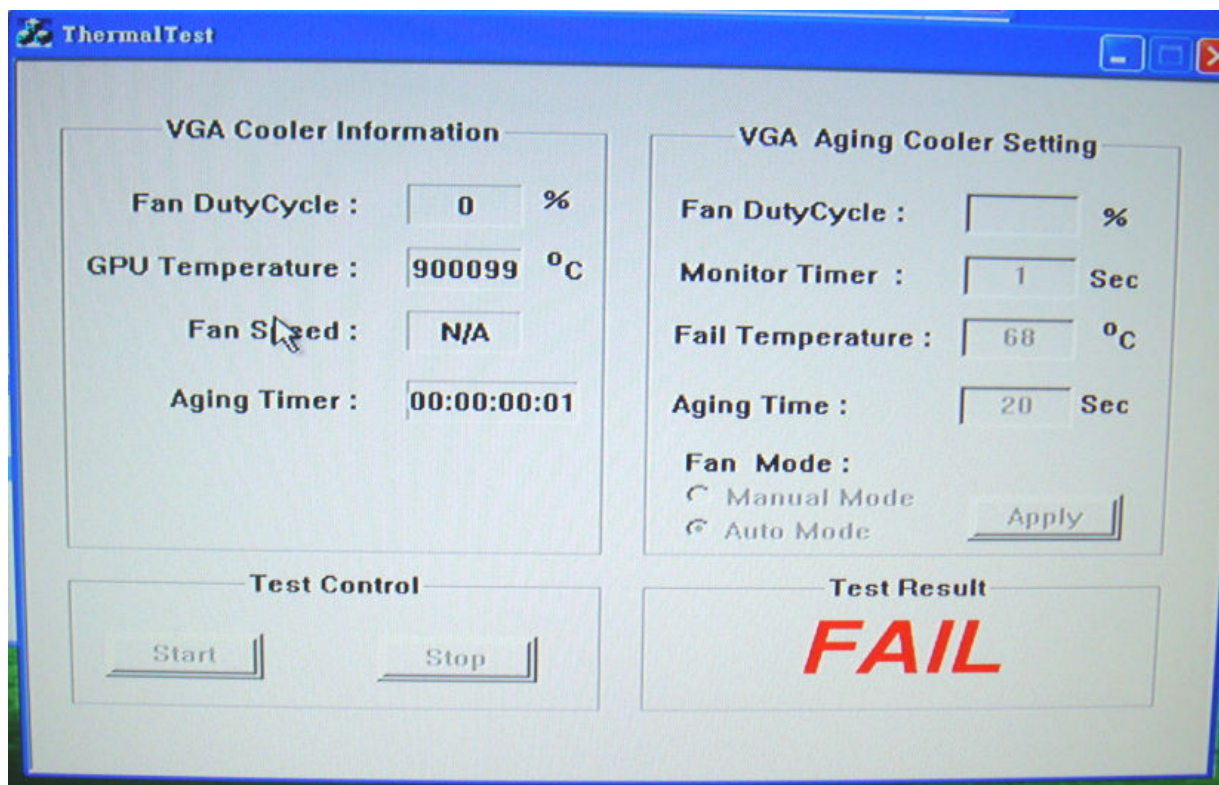 ThermalTest
VGA Cooler Information
Fan DutyCycle : 0 %
GPU Temperature : 900099 °C
Fan Speed : N/A
Aging Timer : 00:00:00:01
VGA Aging Cooler Setting
Fan DutyCycle : %
Monitor Timer : 1 Sec
Fail Temperature : 68 °C
Aging Time : 20 Sec
Fan Mode :
Manual Mode
Auto Mode
Apply
Test Control
Start Stop
Test Result
FAIL